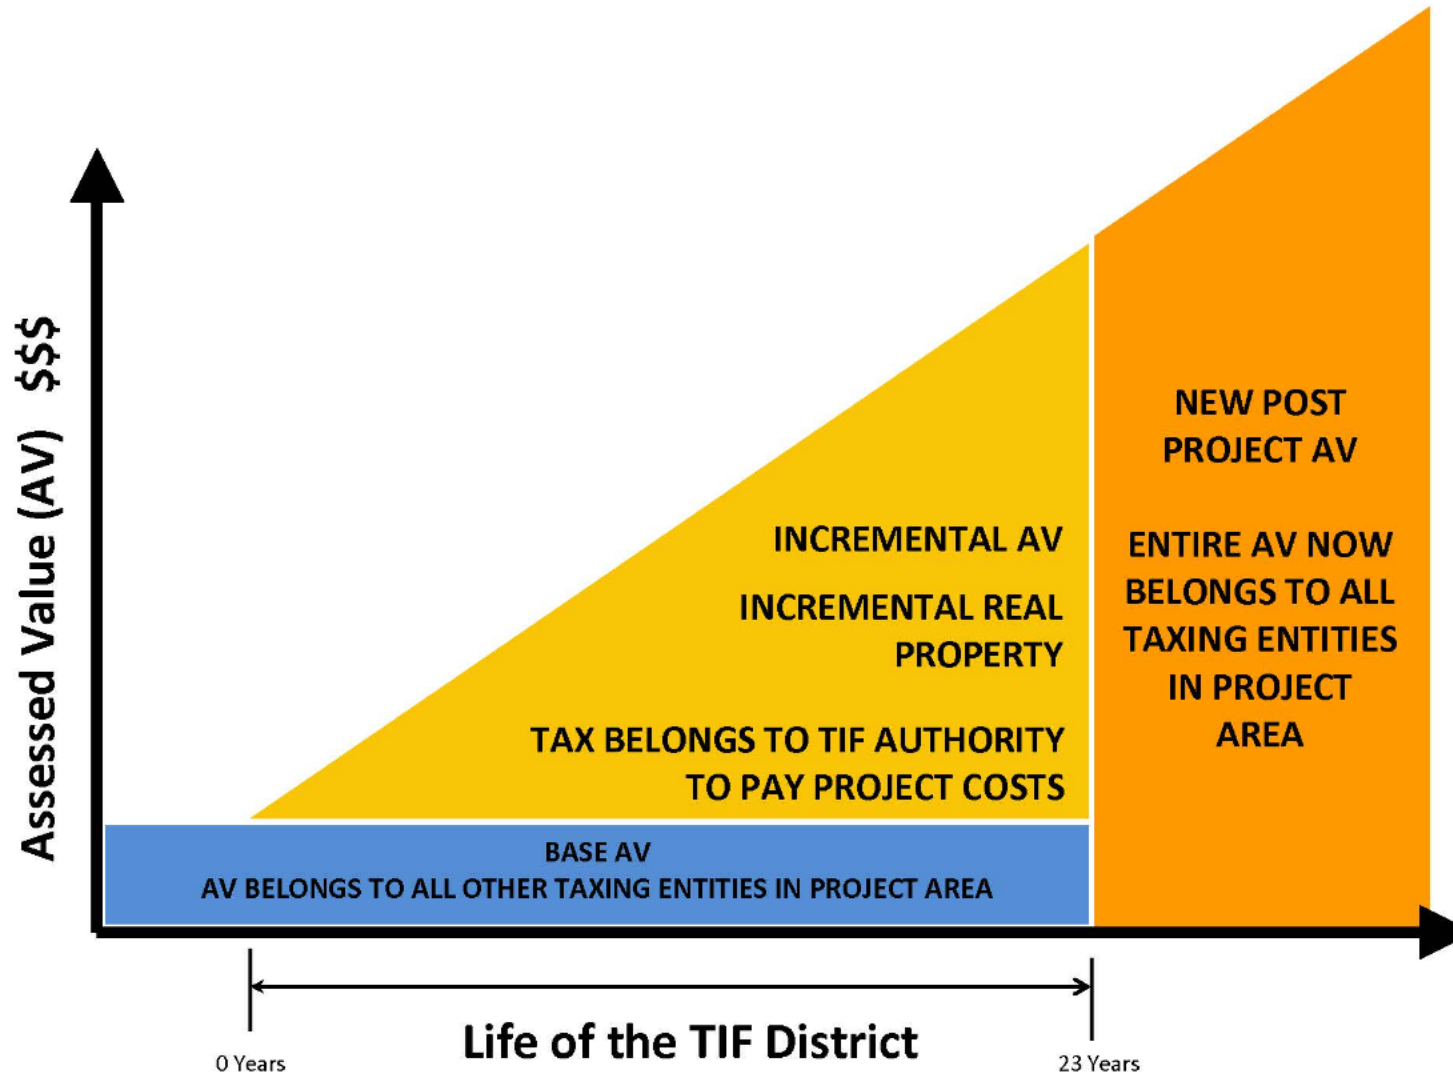 Assessed Value (AV) $$$
INCREMENTAL AV
INCREMENTAL REAL
PROPERTY
TAX BELONGS TO TIF AUTHORITY
TO PAY PROJECT COSTS
NEW POST
PROJECT AV
ENTIRE AV NOW
BELONGS TO ALL
TAXING ENTITIES
IN PROJECT
AREA
BASE AV
AV BELONGS TO ALL OTHER TAXING ENTITIES IN PROJECT AREA
Life of the TIF District
0 Years
23 Years